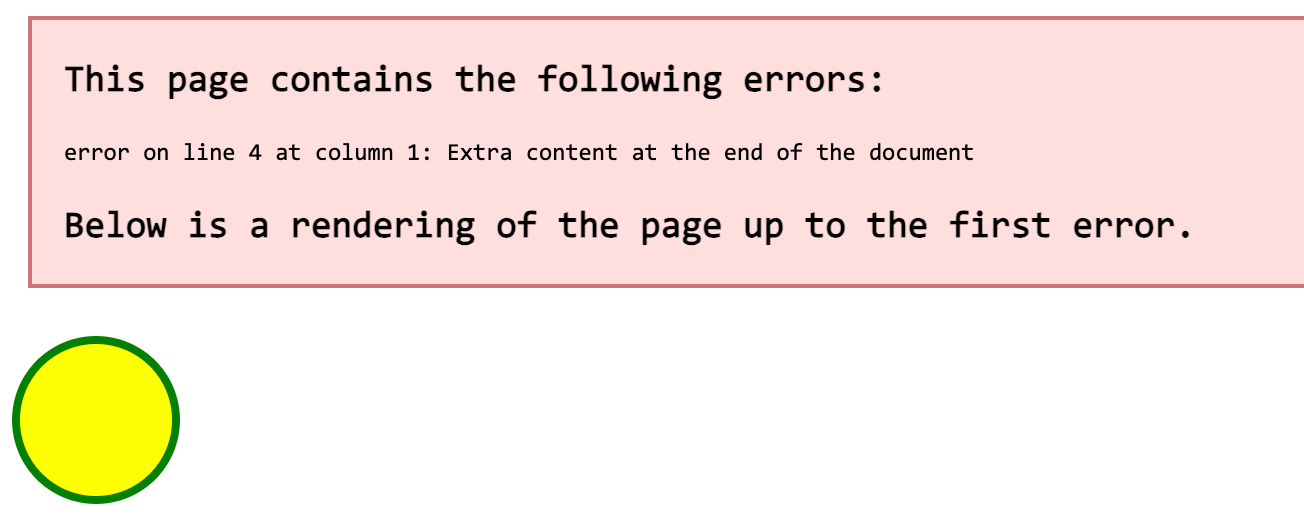 This page contains the following errors:
error on line 4 at column 1: Extra content at the end of the document
Below is a rendering of the page up to the first error.